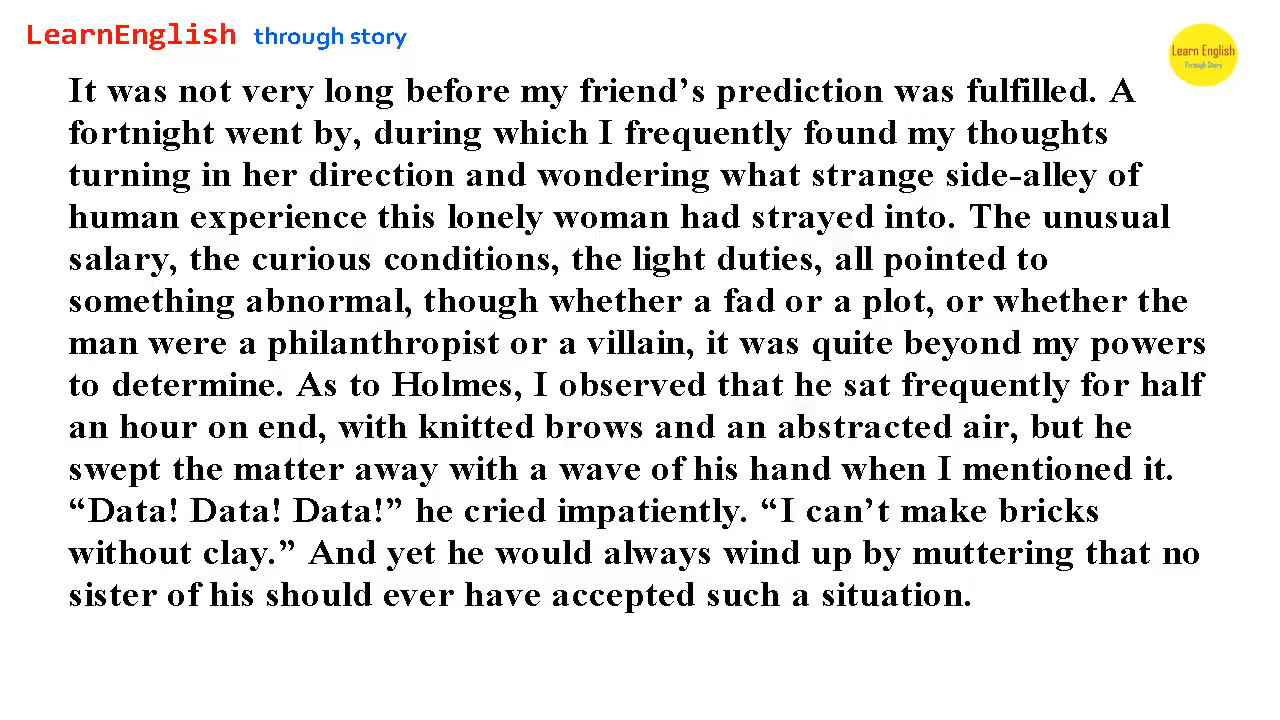 LearnEnglish through story
Learn English
Through Story
It was not very long before my friend’s prediction was fulfilled. A
fortnight went by, during which I frequently found my thoughts
turning in her direction and wondering what strange side-alley of
human experience this lonely woman had strayed into. The unusual
salary, the curious conditions, the light duties, all pointed to
something abnormal, though whether a fad or a plot, or whether the
man were a philanthropist or a villain, it was quite beyond my powers
to determine. As to Holmes, I observed that he sat frequently for half
an hour on end, with knitted brows and an abstracted air, but he
swept the matter away with a wave of his hand when I mentioned it.
“Data! Data! Data!” he cried impatiently. “I can’t make bricks
without clay.” And yet he would always wind up by muttering that no
sister of his should ever have accepted such a situation.